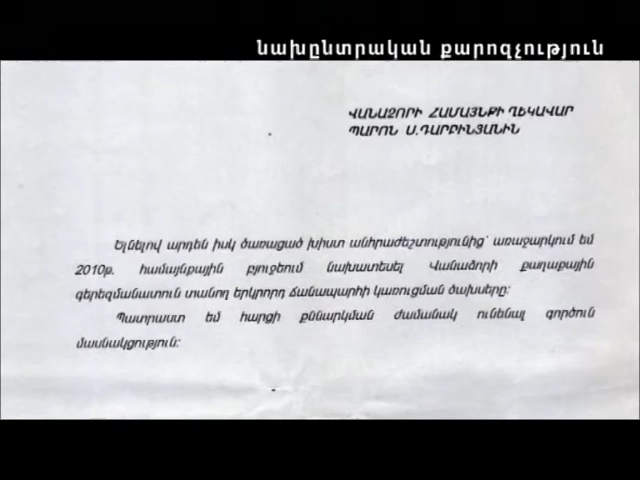 նախընտրական քարոզչություն
ՎԱՆԱՁՈՐԻ ՀԱՄԱՅՆՔԻ ՂԵԿԱՎԱՐ
ՊԱՐՈՆ Ս.ԴԱՐԲԻՆՅԱՆԻՆ
Ելնելով արդեն իսկ ծառացած խիստ անհրաժեշտությունից՝ առաջարկում եմ
2010թ. համայնքային բյուջեում նախատեսել Վանաձորի քաղաքային
գերեզմանատուն տանող երկրորդ ճանապարհի կառուցման ծախսերը:
Պատրաստ եմ հարցի քննարկման ժամանակ ունենալ գործուն
մասնակցություն: